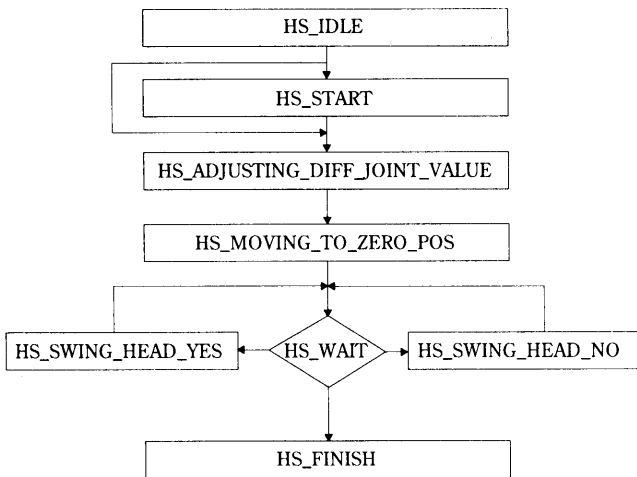 HS_IDLE
HS_START
HS_ADJUSTING_DIFF_JOINT_VALUE
HS_MOVING_TO_ZERO_POS
HS_SWING_HEAD_YES
HS_WAIT
HS_SWING_HEAD_NO
HS_FINISH